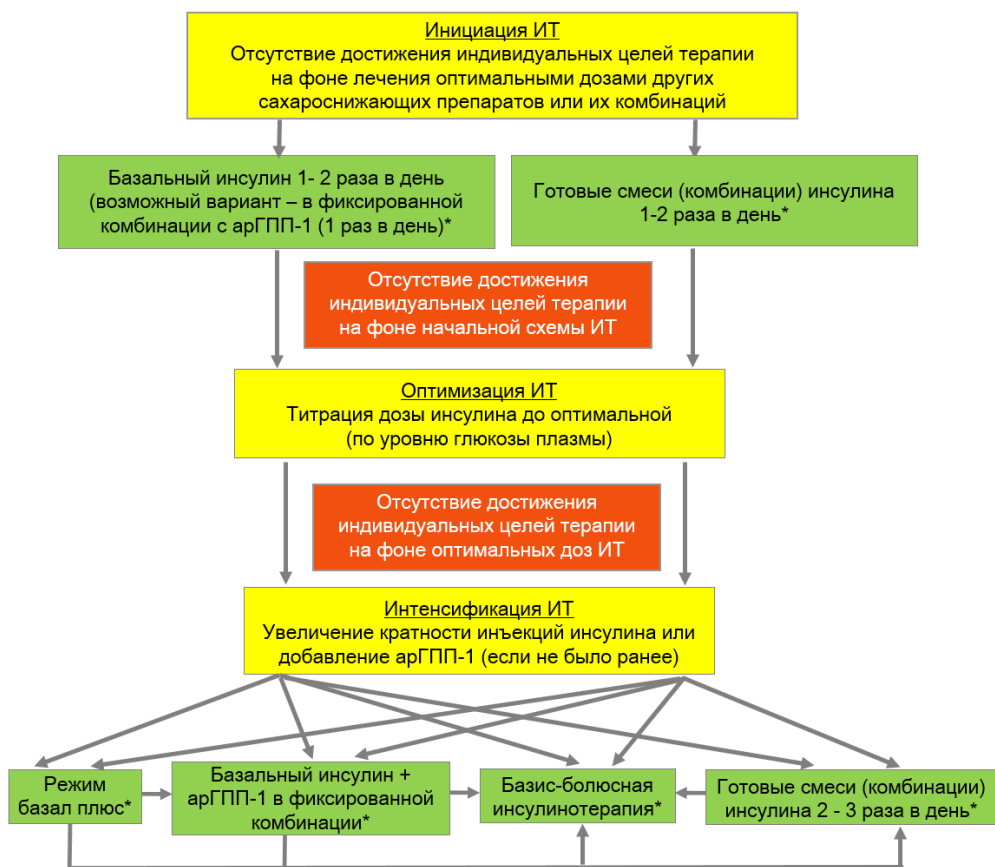 Инициация ИТ
Отсутствие достижения индивидуальных целей терапии
на фоне лечения оптимальными дозами других
сахароснижающих препаратов или их комбинаций
Базальный инсулин 1- 2 раза в день
(возможный вариант – в фиксированной
комбинации с арГПП-1 (1 раз в день)*
Готовые смеси (комбинации) инсулина
1-2 раза в день*
Отсутствие достижения
индивидуальных целей терапии
на фоне начальной схемы ИТ
Оптимизация ИТ
Титрация дозы инсулина до оптимальной
(по уровню глюкозы плазмы)
Отсутствие достижения
индивидуальных целей терапии
на фоне оптимальных доз ИТ
Интенсификация ИТ
Увеличение кратности инъекций инсулина или
добавление арГПП-1 (если не было ранее)
Режим
базал плюс*
Базальный инсулин +
арГПП-1 в фиксированной
комбинации*
Базис-болюсная
инсулинотерапия*
Готовые смеси (комбинации)
инсулина 2 - 3 раза в день*